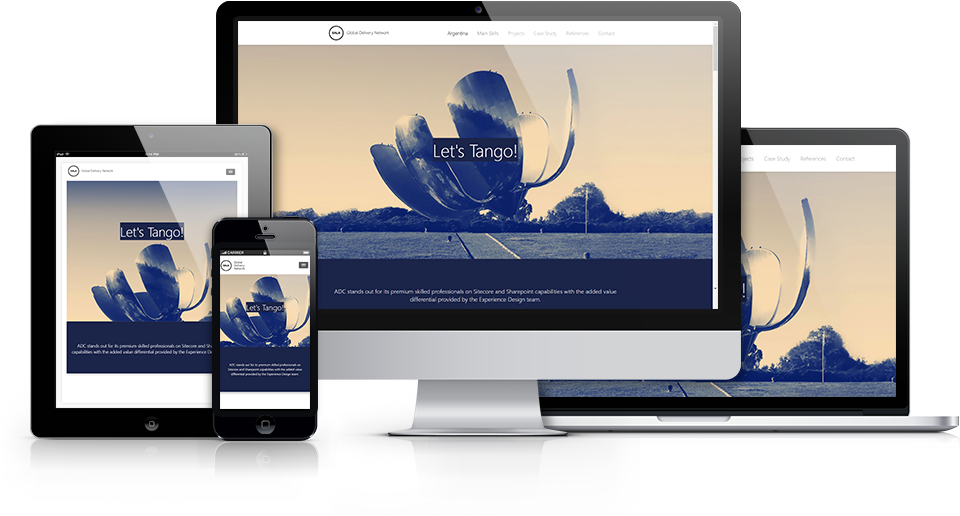 Global Delivery Network
Argentina Main Skills Projects Case Study References Contact
Let's Tango!
ADC stands out for its premium skilled professionals on Sitecore and Sharepoint capabilities with the added value
differential provided by the Experience Design team.
iPad
Global Delivery Network
Let's Tango!
ADC stands out for its premium skilled professionals on Sitecore and Sh
capabilities with the added value differential provided by the Experience D
CARRIER
Global
Delivery
Network
Let's Tango!
ADC stands out for its premium skilled professionals on
Sitecore and Sharepoint capabilities with the added value
differential provided by the Experience Design team.
ojects Case Study References Contact